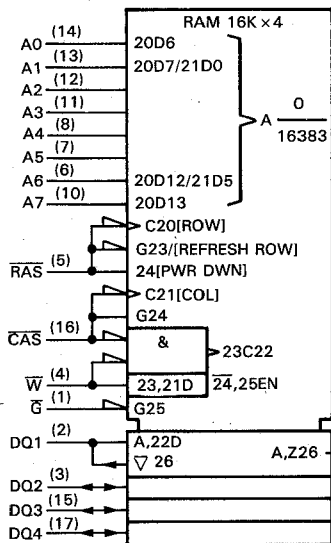 RAM 16K×4
A0 (14) 20D6
A1 (13) 20D7/21D0
A2 (12)
A3 (11)
A4 (8)
A5 (7)
A6 (6) 20D12/21D5
A7 (10) 20D13
A 0/16383
C20[ROW]
G23/[REFRESH ROW]
RAS (5) 24[PWR DWN]
C21[COL]
G24
CAS (16) & 23C22
W (4) 23,21D 24,25EN
G (1) G25
DQ1 (2) A,22D
▽ 26 A,Z26
DQ2 (3)
DQ3 (15)
DQ4 (17)